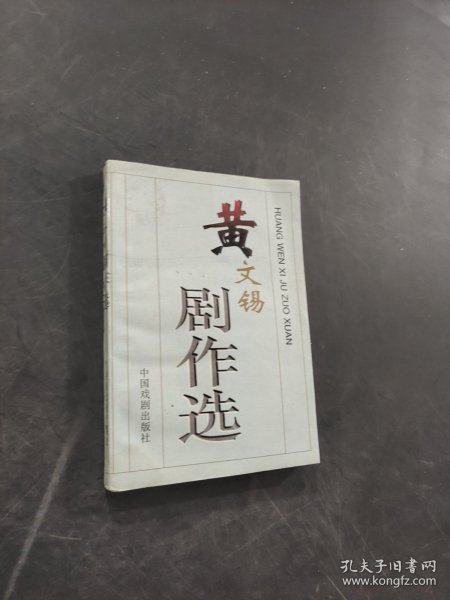 黄
文锡
剧作选
HUANG WEN XI JU ZUO XUAN
中国戏剧出版社
孔夫子旧书网
www.kongfz.com